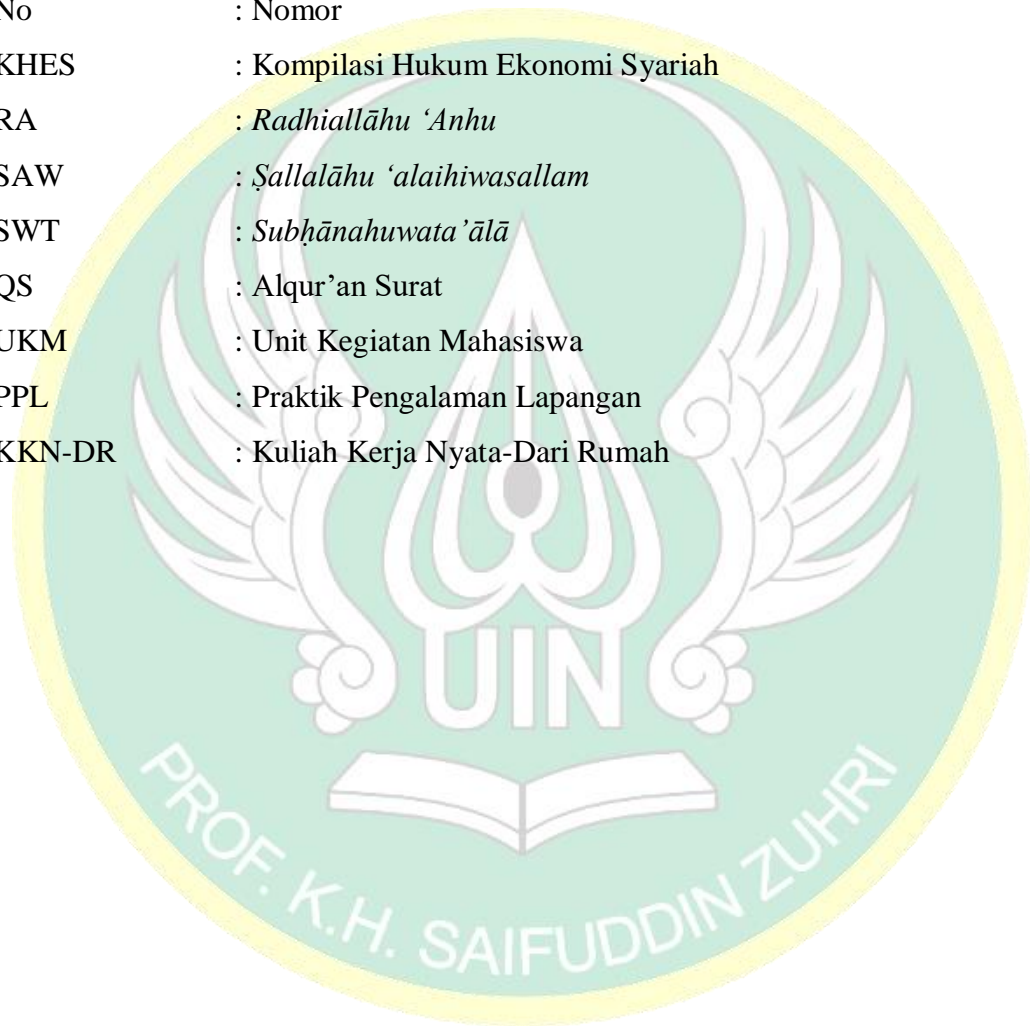 No : Nomor
KHES : Kompilasi Hukum Ekonomi Syariah
RA : Radhiallāhu ‘Anhu
SAW : Ṣallalāhu ‘alaihiwasallam
SWT : Subḥānahuwata’ālā
QS : Alqur’an Surat
UKM : Unit Kegiatan Mahasiswa
PPL : Praktik Pengalaman Lapangan
KKN-DR : Kuliah Kerja Nyata-Dari Rumah
UIN
PROF. K.H. SAIFUDDIN ZUHRI